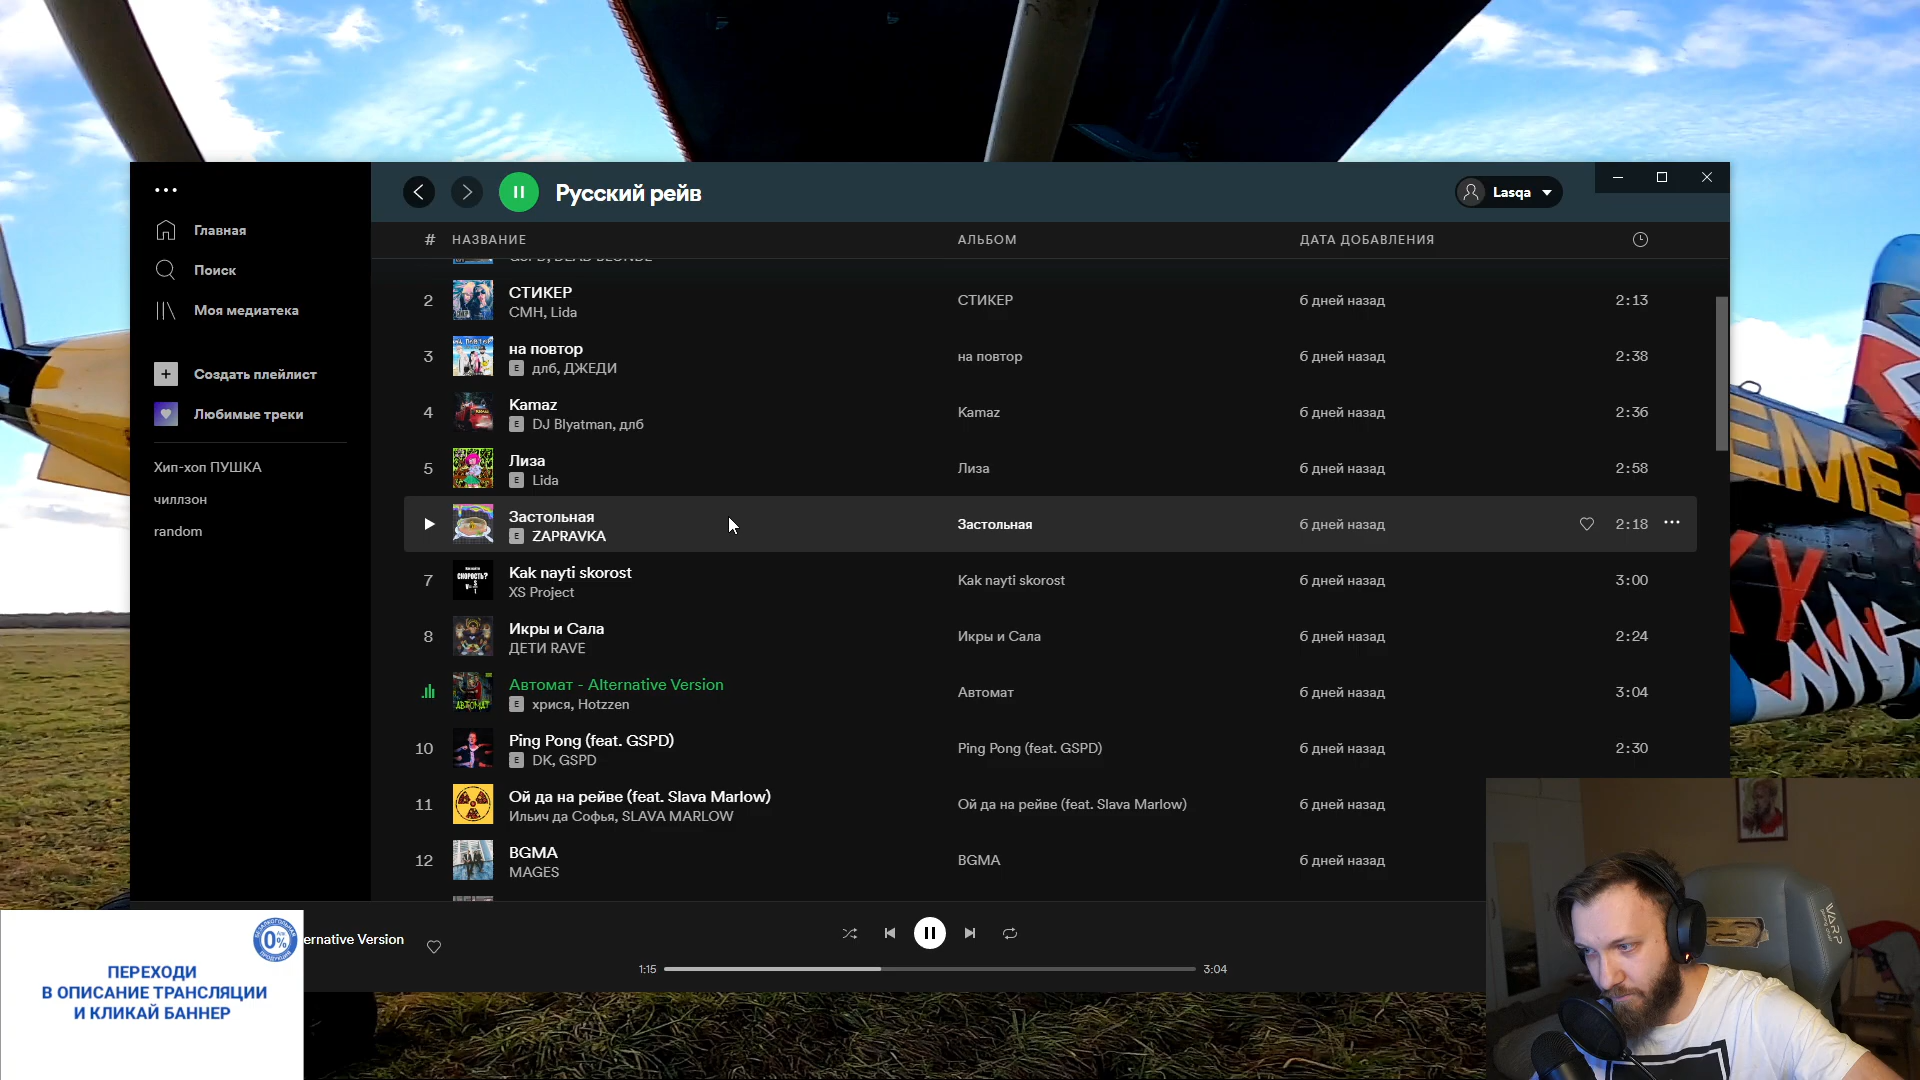 Русский рейв
Lasqa
Главная
Поиск
Моя медиатека
Создать плейлист
Любимые треки
Хип-хоп ПУШКА
чиллзон
random
# НАЗВАНИЕ АЛЬБОМ ДАТА ДОБАВЛЕНИЯ
GSPD, DEAD BLONDE
2 СТИКЕР СТИКЕР 6 дней назад 2:13
CMH, Lida
3 на повтор на повтор 6 дней назад 2:38
E длб, ДЖЕДИ
4 Kamaz Kamaz 6 дней назад 2:36
E DJ Blyatman, длб
5 Лиза Лиза 6 дней назад 2:58
E Lida
Застольная Застольная 6 дней назад 2:18
E ZAPRAVKA
7 Kak nayti skorost Kak nayti skorost 6 дней назад 3:00
XS Project
8 Икры и Сала Икры и Сала 6 дней назад 2:24
ДЕТИ RAVE
Автомат - Alternative Version Автомат 6 дней назад 3:04
E хрися, Hotzzen
10 Ping Pong (feat. GSPD) Ping Pong (feat. GSPD) 6 дней назад 2:30
E DK, GSPD
11 Ой да на рейве (feat. Slava Marlow) Ой да на рейве (feat. Slava Marlow) 6 дней назад
Ильич да Софья, SLAVA MARLOW
12 BGMA BGMA 6 дней назад
MAGES
ernative Version
1:15 3:04
0%
ПЕРЕХОДИ
В ОПИСАНИЕ ТРАНСЛЯЦИИ
И КЛИКАЙ БАННЕР
WARP